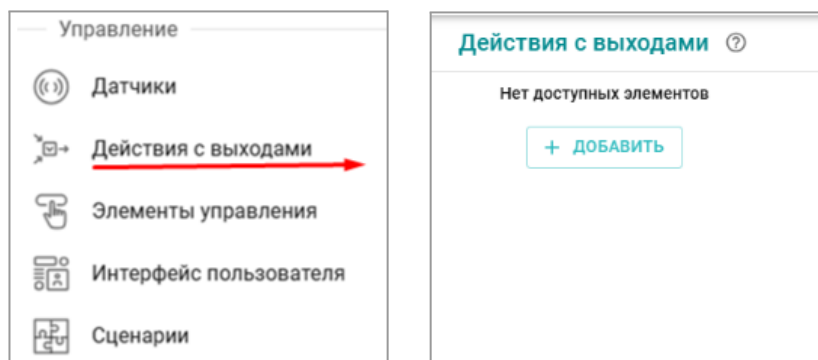 Управление
Датчики
Действия с выходами
Элементы управления
Интерфейс пользователя
Сценарии
Действия с выходами ?
Нет доступных элементов
+ ДОБАВИТЬ